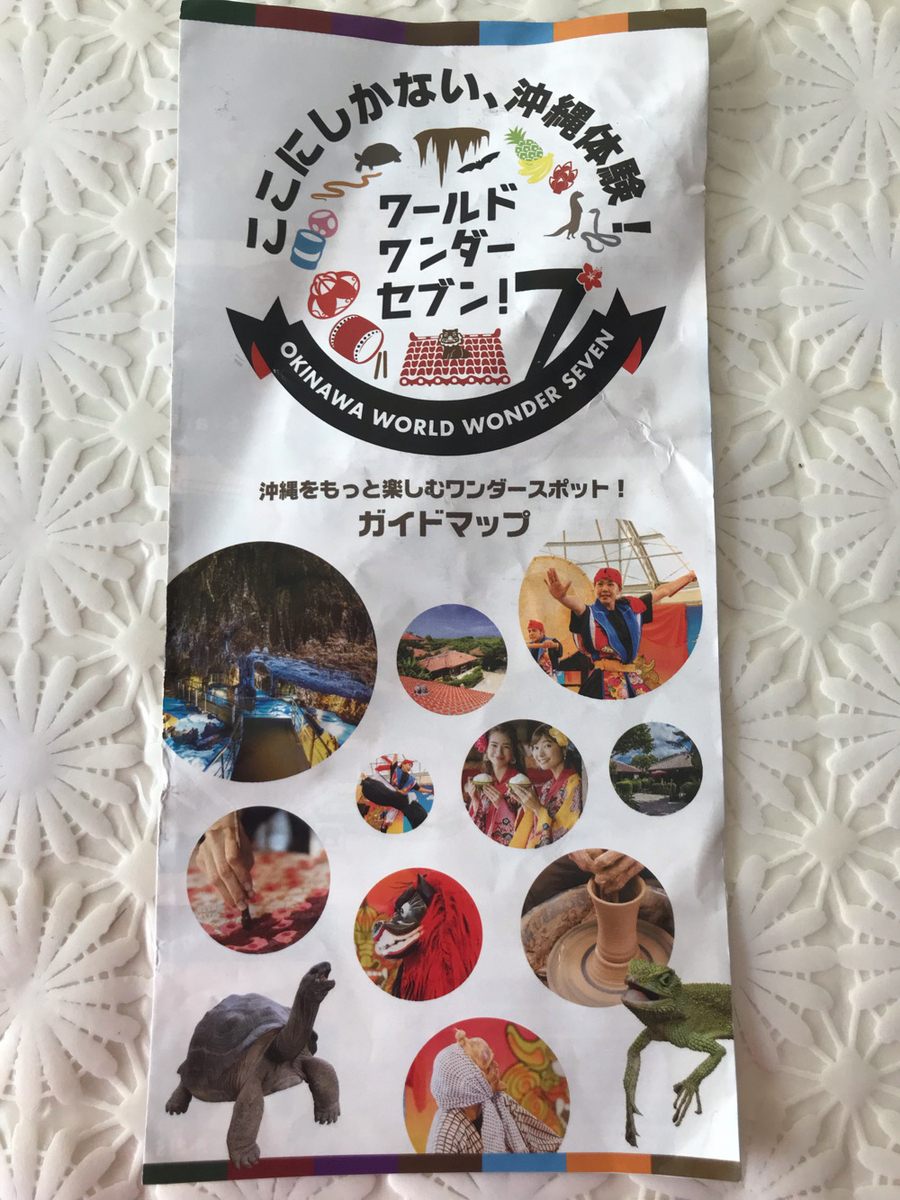 ここにしかない、沖縄体験！
ワールド
ワンダー
セブン！7
OKINAWA WORLD WONDER SEVEN
沖縄をもっと楽しむワンダースポット！
ガイドマップ